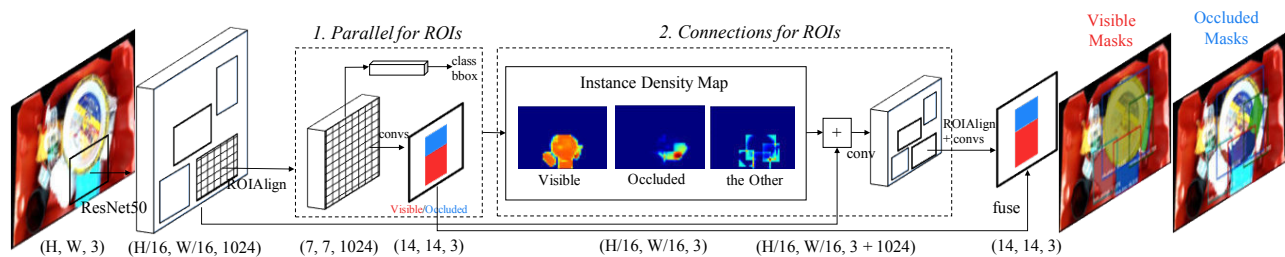 1. Parallel for ROIs
2. Connections for ROIs
Visible
Masks
Occluded
Masks
class
bbox
Instance Density Map
convs
ROIAlign
ResNet50
Visible
Occluded
the Other
+
conv
ROIAlign
+ convs
Visible/Occluded
fuse
(H, W, 3)
(H/16, W/16, 1024)
(7, 7, 1024)
(14, 14, 3)
(H/16, W/16, 3)
(H/16, W/16, 3 + 1024)
(14, 14, 3)